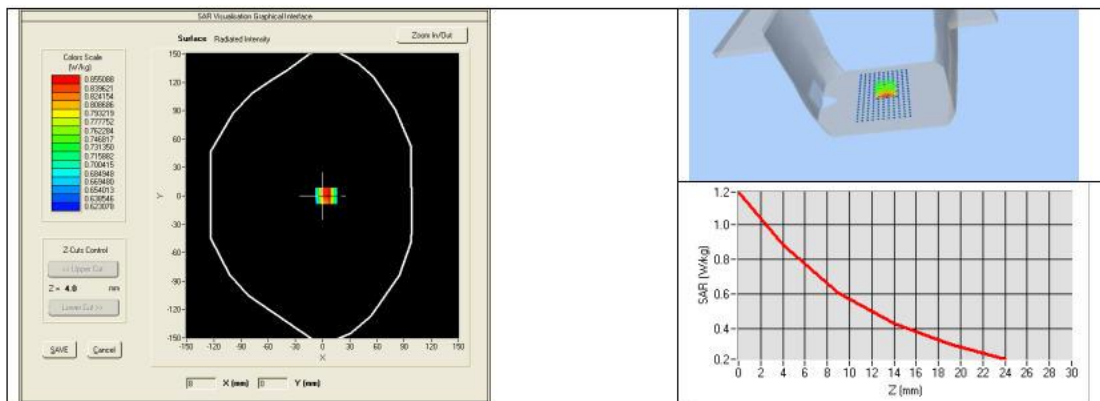 SAR Visualisation Graphical Interface
Surface Radiated Intensity
Zoom In/Out
Colors Scale
(W/kg)
0.855088
0.839621
0.824154
0.808686
0.793219
0.777752
0.762284
0.746817
0.731350
0.715882
0.700415
0.684948
0.669480
0.654013
0.638546
0.623078
Z-Cuts Control
<< Upper Cut
Z = 4.0 mm
Lower Cut >>
SAVE Cancel
150
120
90
60
30
0
-30
-60
-90
-120
-150
Y
-150 -120 -90 -60 -30 0 30 60 90 120 150
X
0 X (mm) 0 Y (mm)
1.2
1.0
0.8
0.6
0.4
0.2
SAR (W/kg)
0 2 4 6 8 10 12 14 16 18 20 22 24 26 28 30
Z (mm)